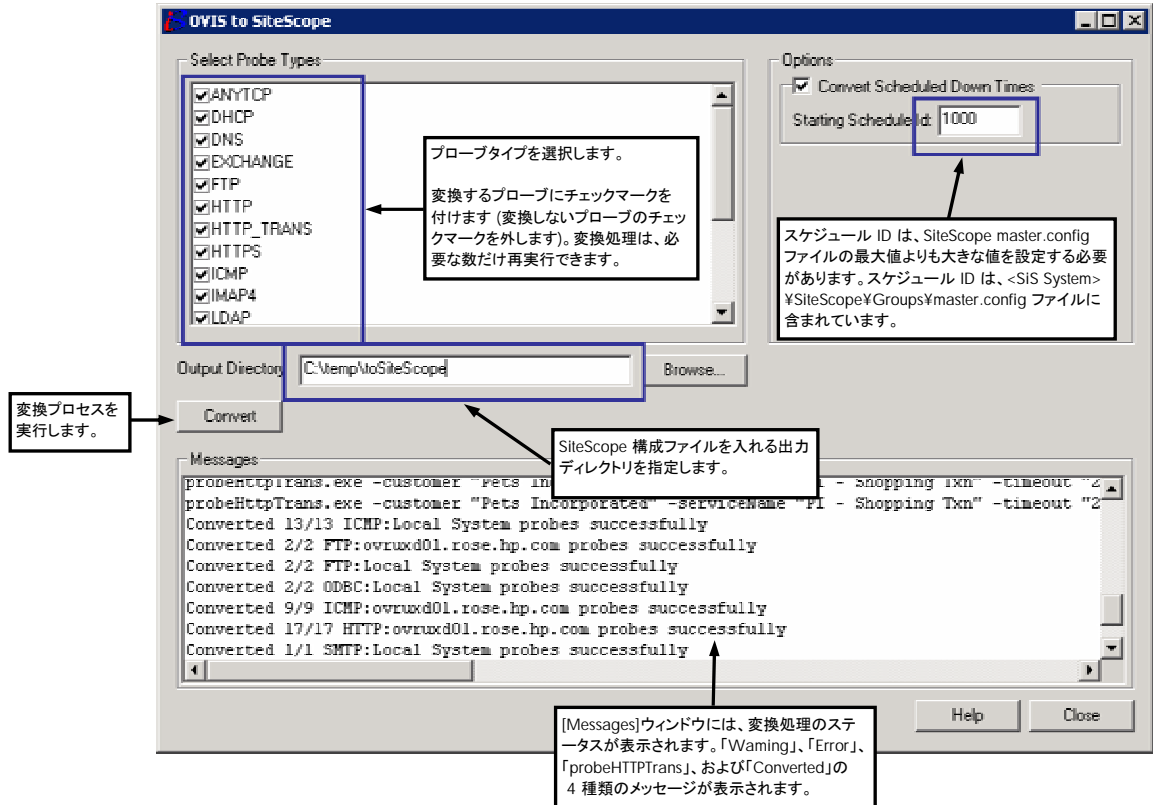 OVIS to SiteScope
Select Probe Types
ANYTCP
DHCP
DNS
EXCHANGE
FTP
HTTP
HTTP_TRANS
HTTPS
ICMP
IMAP4
LDAP
プローブタイプを選択します。
変換するプローブにチェックマークを
付けます (変換しないプローブのチェッ
クマークを外します)。変換処理は、必
要な数だけ再実行できます。
Options
Convert Scheduled Down Times
Starting Schedule Id:
1000
スケジュール ID は、SiteScope master.config
ファイルの最大値よりも大きな値を設定する必要
があります。スケジュール ID は、<SiS System>
¥SiteScope¥Groups¥master.config ファイルに
含まれています。
Output Directory
C:\temp\toSiteScope
Browse...
変換プロセスを
実行します。
Convert
SiteScope 構成ファイルを入れる出力
ディレクトリを指定します。
Messages
probeHttpTrans.exe -customer "Pets Inc - Shopping Txn" -timeout "2
probeHttpTrans.exe -customer "Pets Incorporated" -serviceName "PI - Shopping Txn" -timeout "2
Converted 13/13 ICMP:Local System probes successfully
Converted 2/2 FTP:ovruxd01.rose.hp.com probes successfully
Converted 2/2 FTP:Local System probes successfully
Converted 2/2 ODBC:Local System probes successfully
Converted 9/9 ICMP:ovruxd01.rose.hp.com probes successfully
Converted 17/17 HTTP:ovruxd01.rose.hp.com probes successfully
Converted 1/1 SMTP:Local System probes successfully
Help
Close
[Messages]ウィンドウには、変換処理のステ
ータスが表示されます。「Waming」、「Error」、
「probeHTTPTrans」、および「Converted」の
4 種類のメッセージが表示されます。